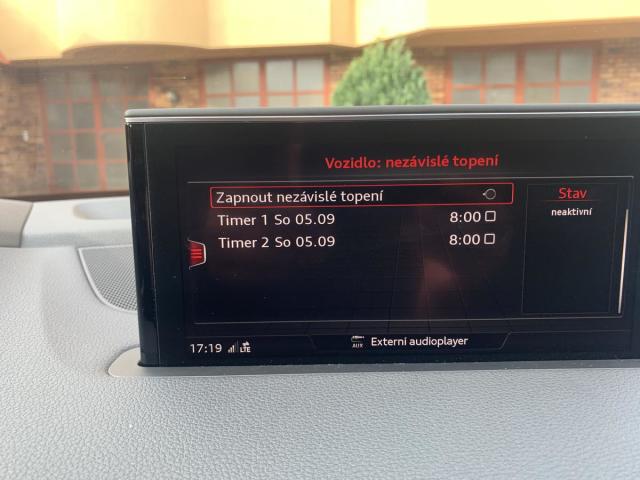 Vozidlo: nezávislé topení
Zapnout nezávislé topení
Stav
neaktivní
Timer 1 So 05.09 8:00
Timer 2 So 05.09 8:00
17:19 LTE
AUX Externí audioplayer